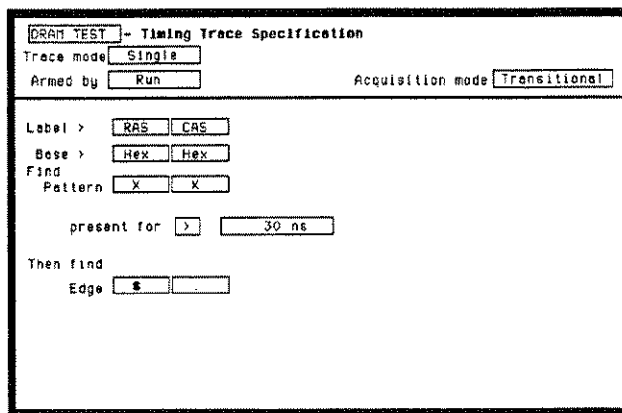 DRAM TEST - Timing Trace Specification
Trace mode Single
Armed by Run Acquisition mode Transitional
Label > RAS CAS
Base > Hex Hex
Find
Pattern X X
present for > 30 ns
Then find
Edge $ .